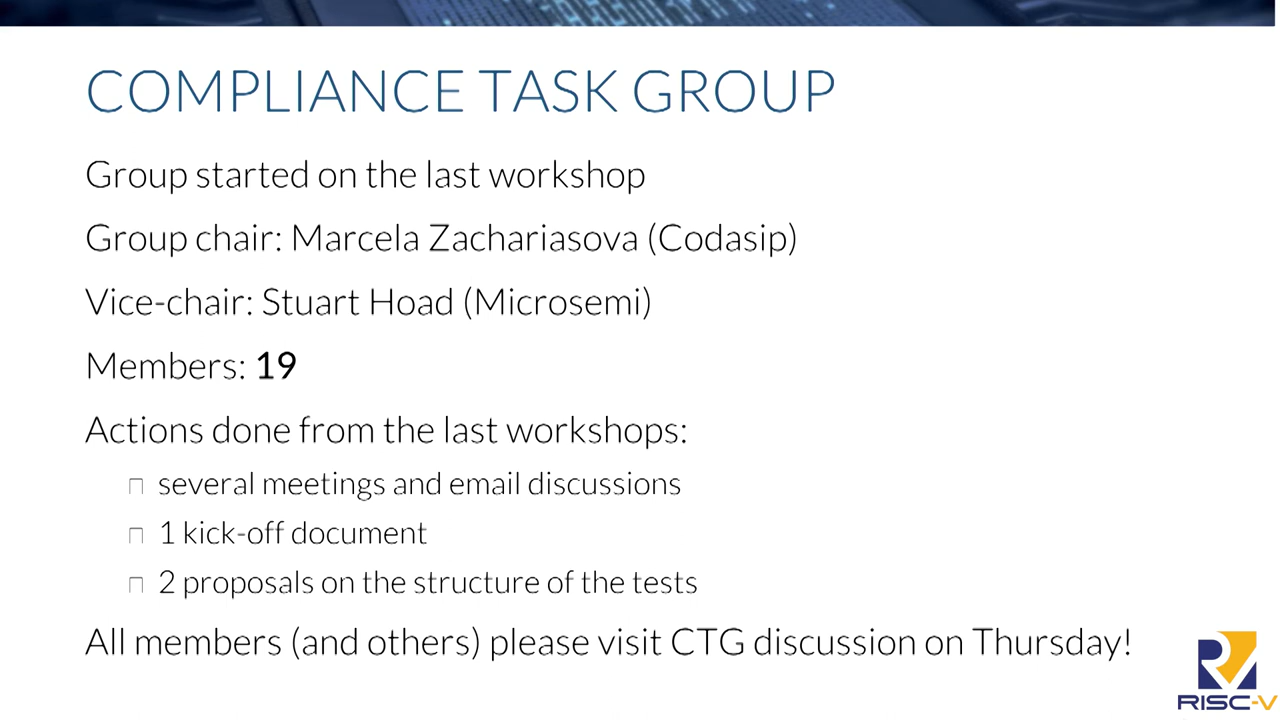 COMPLIANCE TASK GROUP
Group started on the last workshop
Group chair: Marcela Zachariasova (Codasip)
Vice-chair: Stuart Hoad (Microsemi)
Members: 19
Actions done from the last workshops:
several meetings and email discussions
1 kick-off document
2 proposals on the structure of the tests
All members (and others) please visit CTG discussion on Thursday!
RISC-V